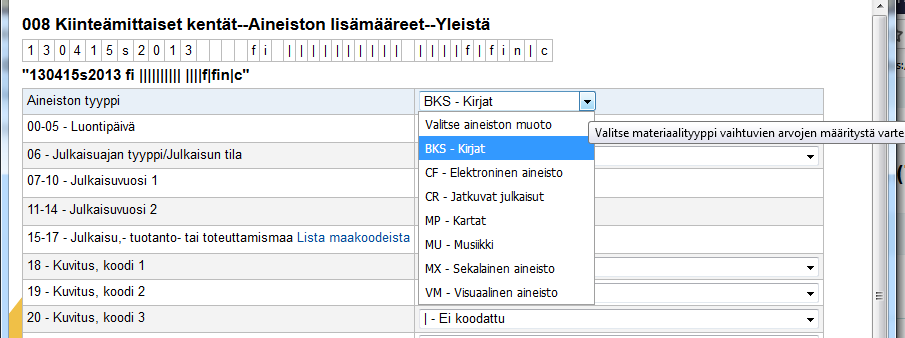 008 Kiinteämittaiset kentät--Aineiston lisämääreet--Yleistä
1 3 0 4 1 5 s 2 0 1 3 f i | | | | | | | | | | | | | | f | f i n | c
"130415s2013 fi |||||||||| ||||f|fin|c"
Aineiston tyyppi BKS - Kirjat
Valitse aineiston muoto
00-05 - Luontipäivä
Valitse materiaalityyppi vaihtuvien arvojen määritystä varte
BKS - Kirjat
06 - Julkaisuajan tyyppi/Julkaisun tila
CF - Elektroninen aineisto
07-10 - Julkaisuvuosi 1
CR - Jatkuvat julkaisut
11-14 - Julkaisuvuosi 2
MP - Kartat
15-17 - Julkaisu,- tuotanto- tai toteuttamismaa Lista maakoodeista
MU - Musiikki
18 - Kuvitus, koodi 1
MX - Sekalainen aineisto
19 - Kuvitus, koodi 2
VM - Visuaalinen aineisto
20 - Kuvitus, koodi 3
| - Ei koodattu